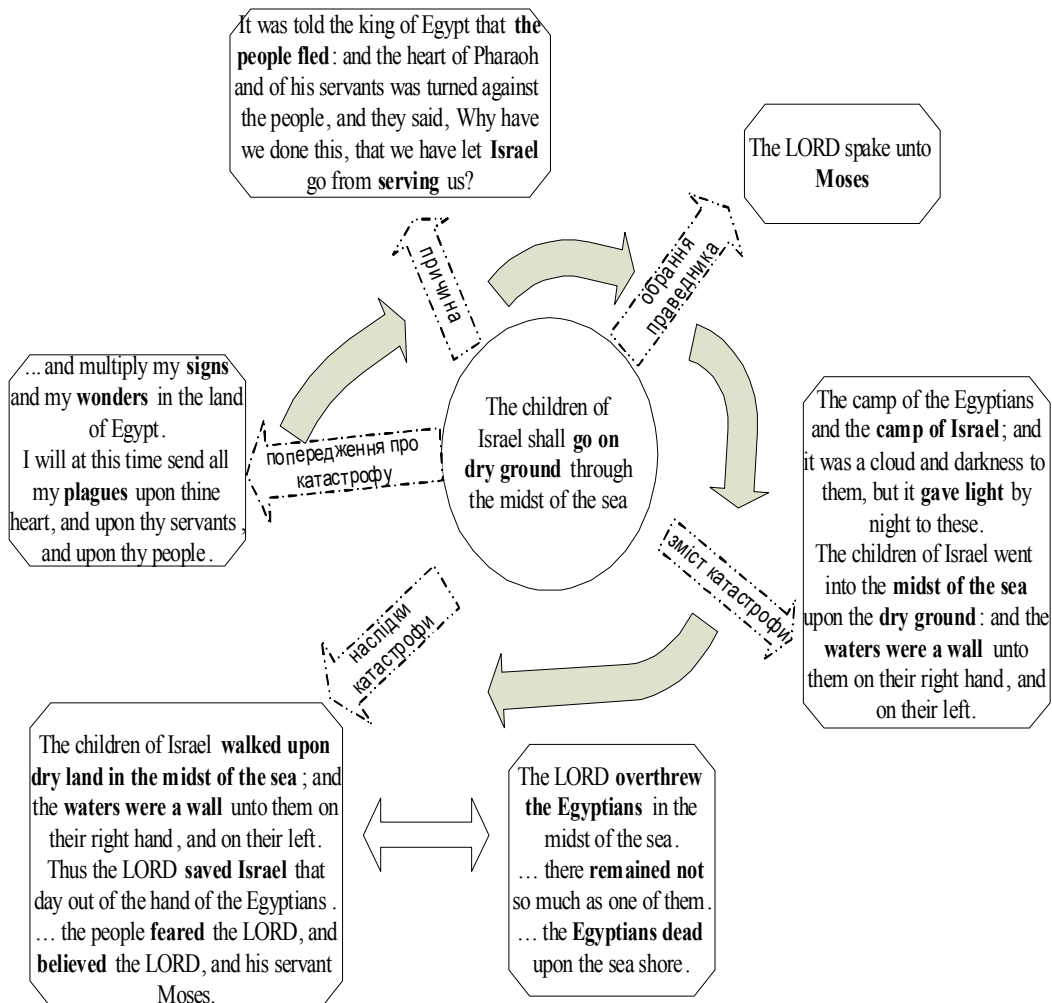 It was told the king of Egypt that the
people fled: and the heart of Pharaoh
and of his servants was turned against
the people, and they said, Why have
we done this, that we have let Israel
go from serving us?
The LORD spake unto
Moses
причина
обрання
праведника
... and multiply my signs
and my wonders in the land
of Egypt.
I will at this time send all
my plagues upon thine
heart, and upon thy servants,
and upon thy people.
попередження про
катастрофу
The children of
Israel shall go on
dry ground through
the midst of the sea
The camp of the Egyptians
and the camp of Israel; and
it was a cloud and darkness to
them, but it gave light by
night to these.
The children of Israel went
into the midst of the sea
upon the dry ground: and the
waters were a wall unto
them on their right hand, and
on their left.
зміст катастрофи
наслідки
катастрофи
The children of Israel walked upon
dry land in the midst of the sea; and
the waters were a wall unto them on
their right hand, and on their left.
Thus the LORD saved Israel that
day out of the hand of the Egyptians.
... the people feared the LORD, and
believed the LORD, and his servant
Moses.
The LORD overthrew
the Egyptians in the
midst of the sea.
... there remained not
so much as one of them.
... the Egyptians dead
upon the sea shore.